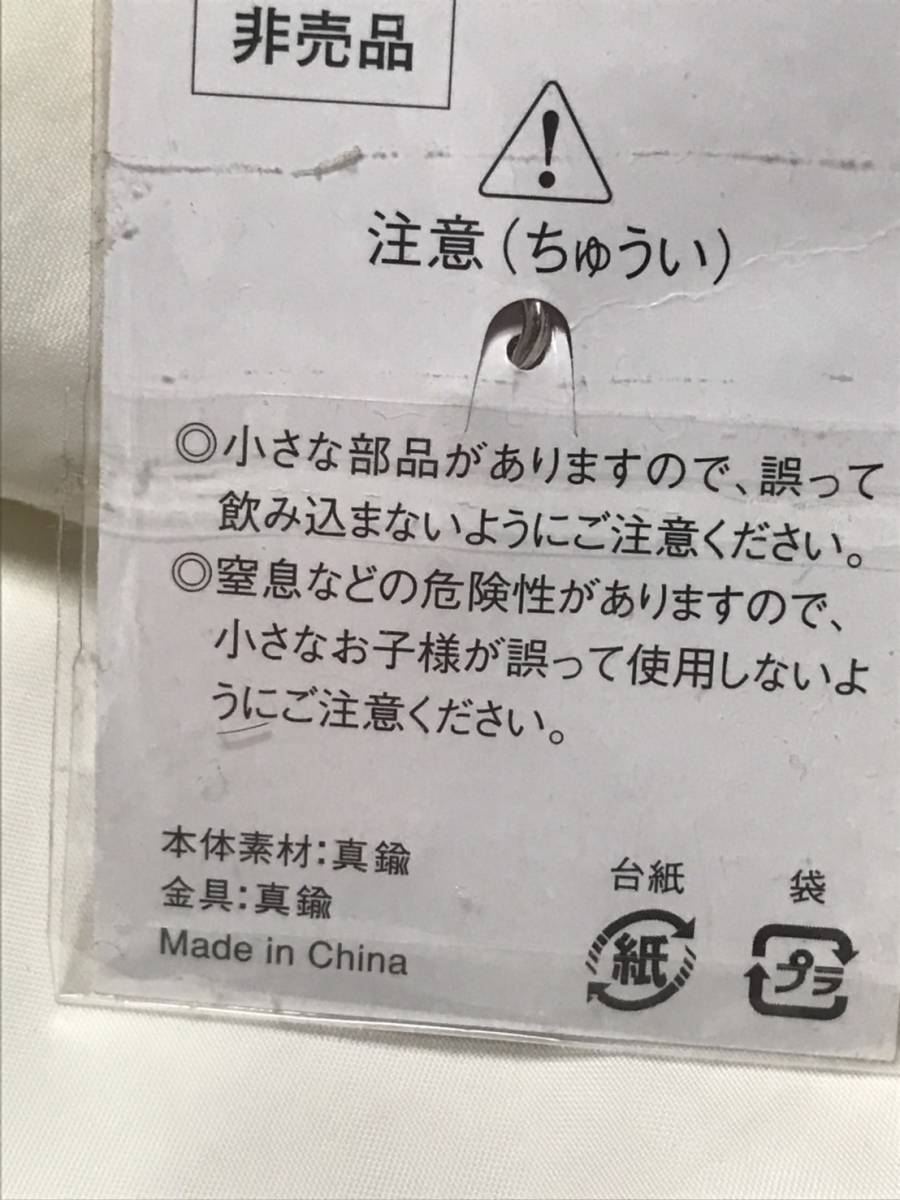 非売品
注意(ちゅうい)
◎小さな部品がありますので、誤って
飲み込まないようにご注意ください。
◎窒息などの危険性がありますので、
小さなお子様が誤って使用しないよ
うにご注意ください。
本体素材:真鍮
金具:真鍮
Made in China
台紙
紙
袋
プラ